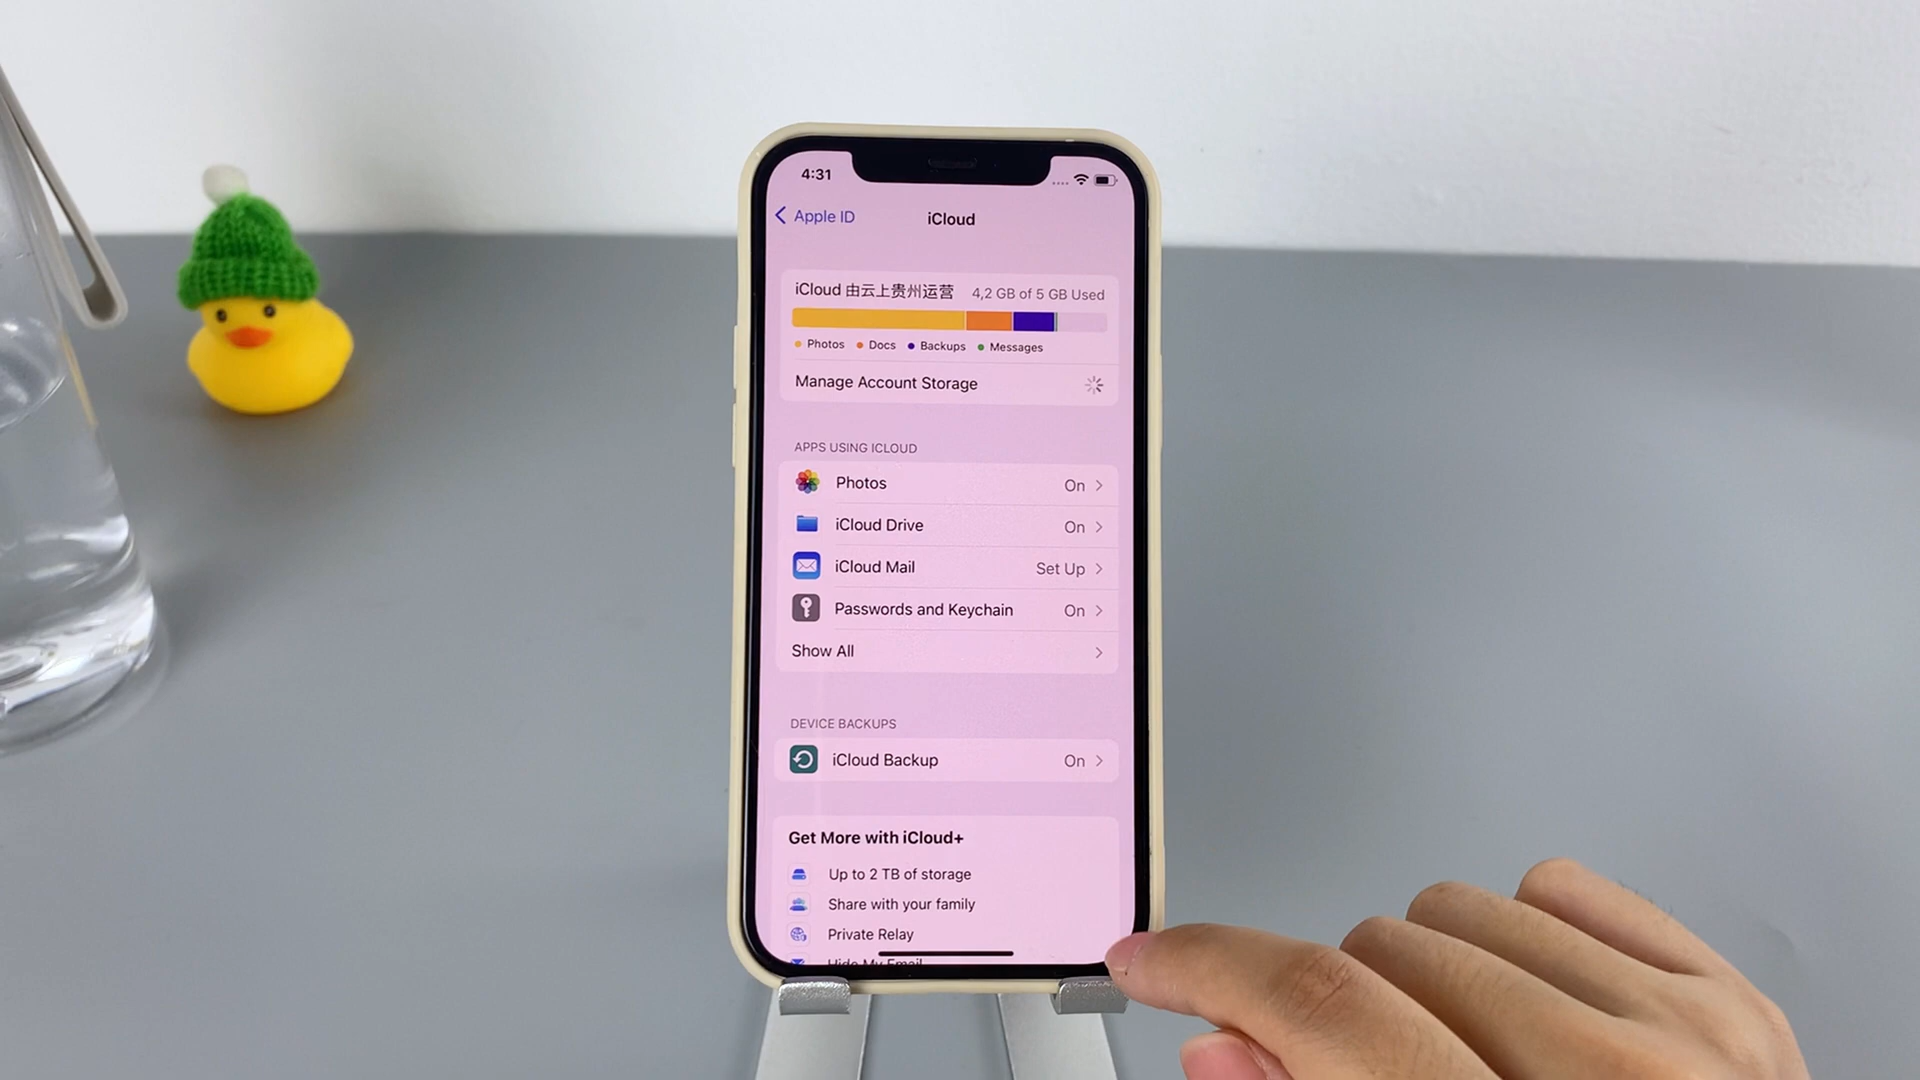 4:31
Apple ID
iCloud
iCloud 由云上贵州运营 4,2 GB of 5 GB Used
Photos Docs Backups Messages
Manage Account Storage
APPS USING ICLOUD
Photos On
iCloud Drive On
iCloud Mail Set Up
Passwords and Keychain On
Show All
DEVICE BACKUPS
iCloud Backup On
Get More with iCloud+
Up to 2 TB of storage
Share with your family
Private Relay
Hide My Email